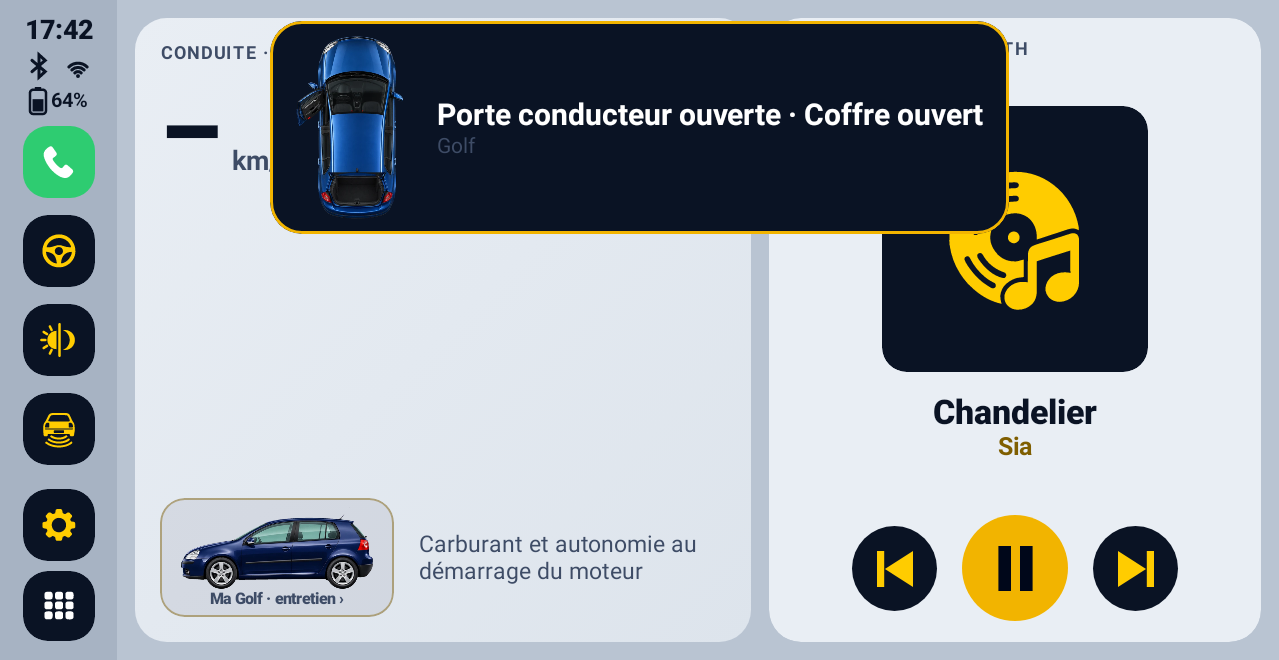 17:42
64%
CONDUITE ·
km
Porte conducteur ouverte · Coffre ouvert
Golf
Ma Golf · entretien ›
Carburant et autonomie au
démarrage du moteur
Chandelier
Sia